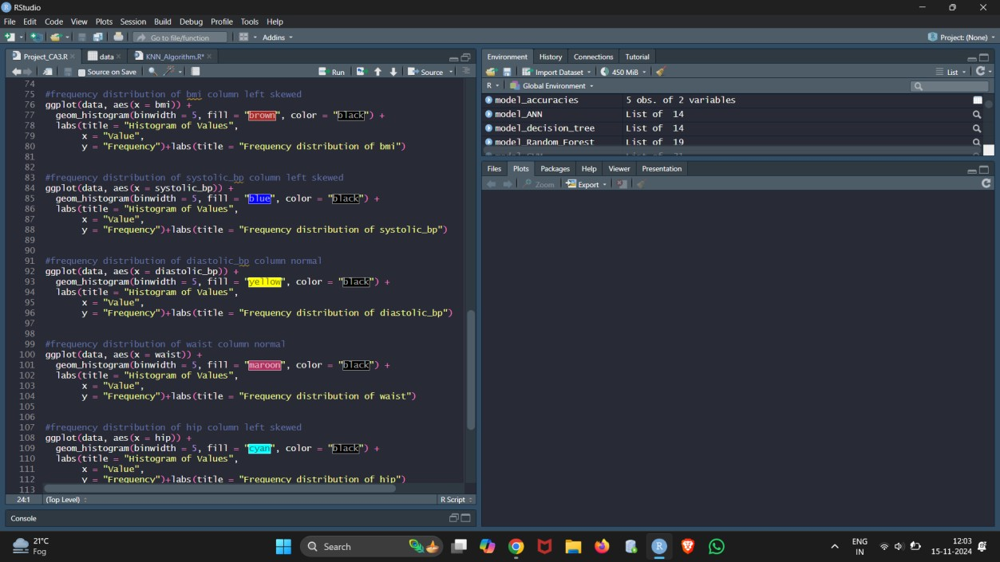 RStudio
File Edit Code View Plots Session Build Debug Profile Tools Help
Go to file/function Addins Project: (None)
Project_CA3.R data KNN_Algorithm.R*
Source on Save Run Source
74
75 #frequency distribution of bmi column left skewed
76 ggplot(data, aes(x = bmi)) +
77 geom_histogram(binwidth = 5, fill = "brown", color = "black") +
78 labs(title = "Histogram of Values",
79 x = "Value",
80 y = "Frequency")+labs(title = "Frequency distribution of bmi")
81
82
83 #frequency distribution of systolic_bp column left skewed
84 ggplot(data, aes(x = systolic_bp)) +
85 geom_histogram(binwidth = 5, fill = "blue", color = "black") +
86 labs(title = "Histogram of Values",
87 x = "Value",
88 y = "Frequency")+labs(title = "Frequency distribution of systolic_bp")
89
90
91 #frequency distribution of diastolic_bp column normal
92 ggplot(data, aes(x = diastolic_bp)) +
93 geom_histogram(binwidth = 5, fill = "yellow", color = "black") +
94 labs(title = "Histogram of Values",
95 x = "Value",
96 y = "Frequency")+labs(title = "Frequency distribution of diastolic_bp")
97
98
99 #frequency distribution of waist column normal
100 ggplot(data, aes(x = waist)) +
101 geom_histogram(binwidth = 5, fill = "maroon", color = "black") +
102 labs(title = "Histogram of Values",
103 x = "Value",
104 y = "Frequency")+labs(title = "Frequency distribution of waist")
105
106
107 #frequency distribution of hip column left skewed
108 ggplot(data, aes(x = hip)) +
109 geom_histogram(binwidth = 5, fill = "cyan", color = "black") +
110 labs(title = "Histogram of Values",
111 x = "Value",
112 y = "Frequency")+labs(title = "Frequency distribution of hip")
113
24:1 (Top Level) R Script
Console
Environment History Connections Tutorial
Import Dataset 450 MiB List
R Global Environment
model_accuracies 5 obs. of 2 variables
model_ANN List of 14
model_decision_tree List of 14
model_Random_Forest List of 19
Files Plots Packages Help Viewer Presentation
Zoom Export
21°C
Fog
Search
ENG
IN
12:03
15-11-2024